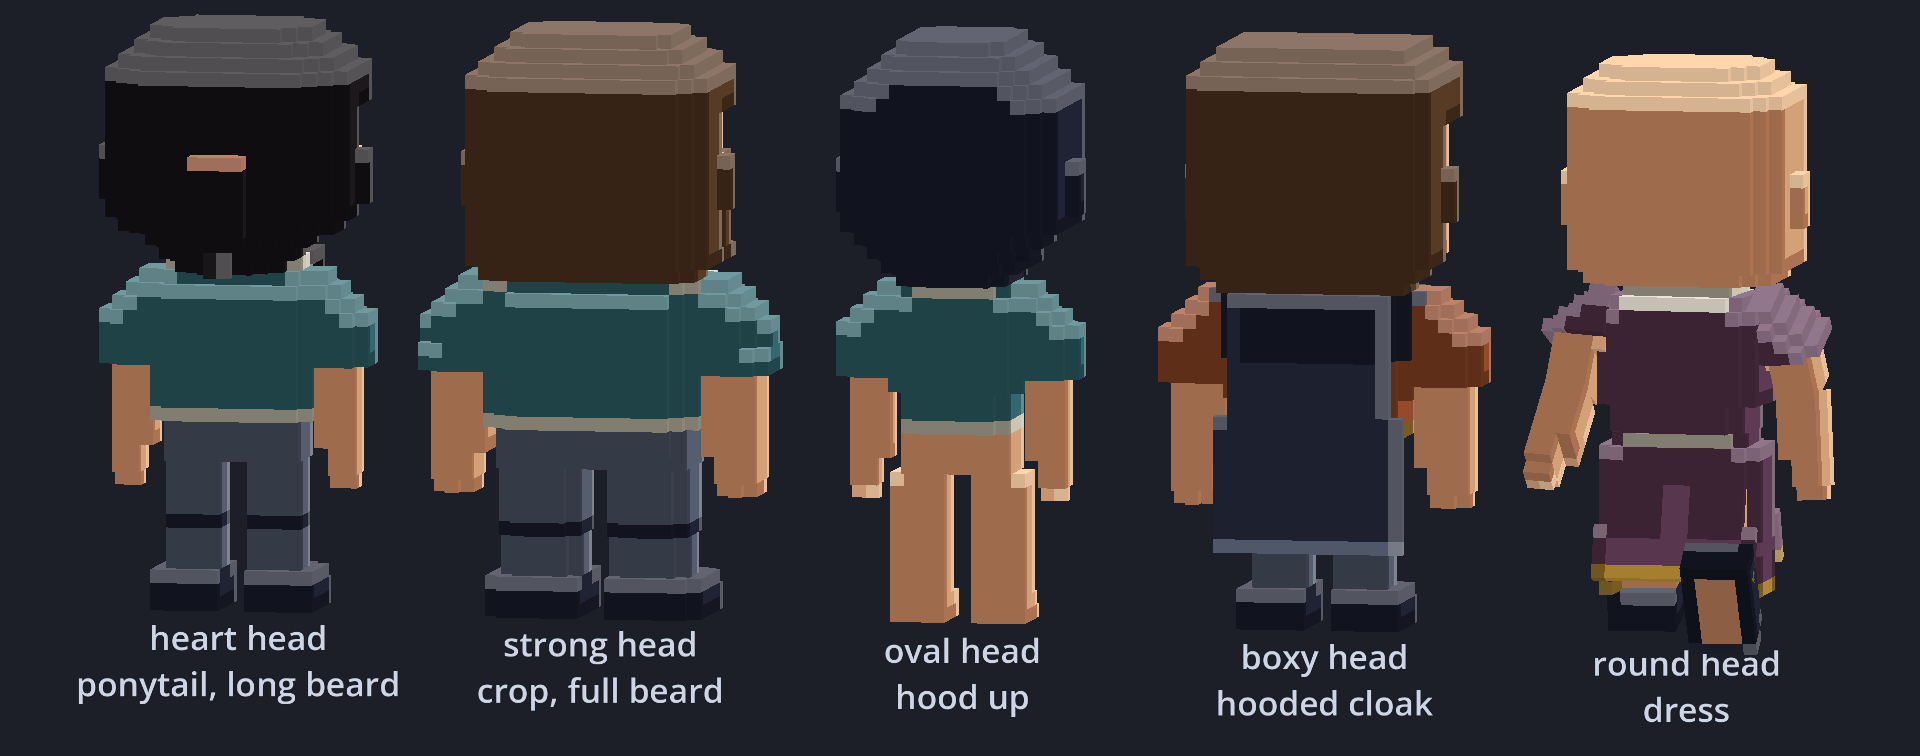 heart head
ponytail, long beard
strong head
crop, full beard
oval head
hood up
boxy head
hooded cloak
round head
dress